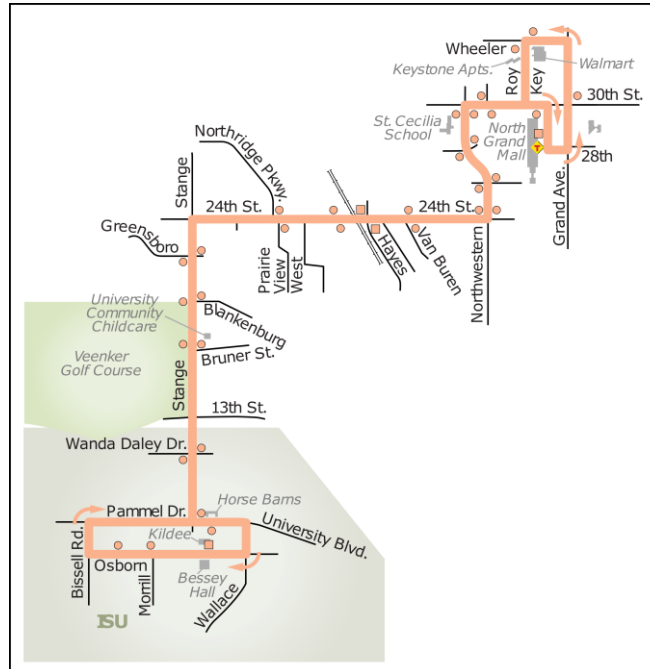 Wheeler
Keystone Apts.
Roy
Key
Walmart
30th St.
St. Cecilia
School
North
Grand
Mall
T
28th
Grand Ave.
Northridge Pkwy.
Stange
24th St.
24th St.
Greensboro
Prairie
View
West
Hayes
Van Buren
Northwestern
University
Community
Childcare
Blankenburg
Bruner St.
Veenker
Golf Course
Stange
13th St.
Wanda Daley Dr.
Pammel Dr.
Horse Barns
University Blvd.
Kildee
Bissell Rd.
Osborn
Morrill
Bessey
Hall
Wallace
ISU